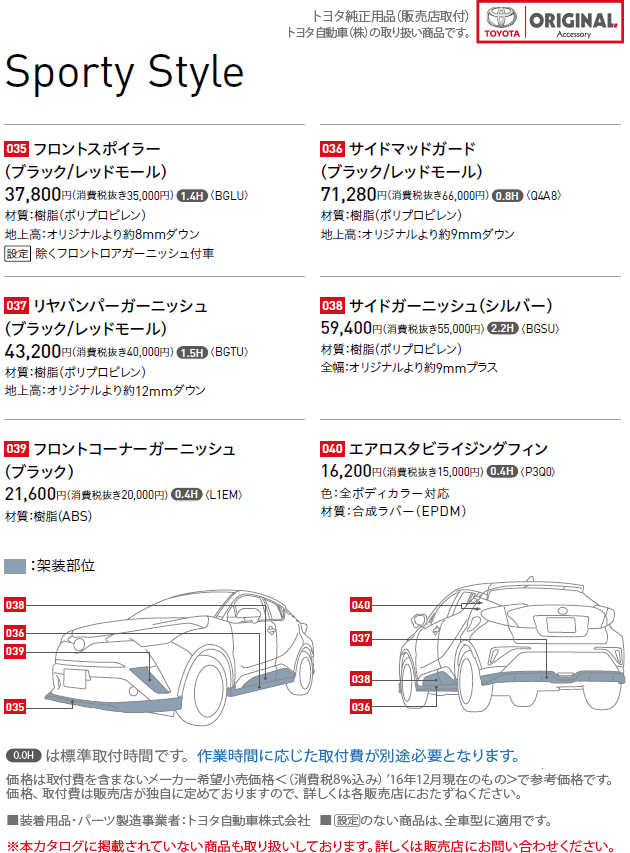 トヨタ純正用品（販売店取付）
トヨタ自動車（株）の取り扱い商品です。
TOYOTA
ORIGINAL
Accessory
Sporty Style
035 フロントスポイラー
（ブラック/レッドモール）
37,800円（消費税抜き35,000円） 1.4H 〈BGLU〉
材質：樹脂（ポリプロピレン）
地上高：オリジナルより約8mmダウン
設定 除くフロントロアガーニッシュ付車
036 サイドマッドガード
（ブラック/レッドモール）
71,280円（消費税抜き66,000円） 0.8H 〈Q4A8〉
材質：樹脂（ポリプロピレン）
地上高：オリジナルより約9mmダウン
037 リヤバンパーガーニッシュ
（ブラック/レッドモール）
43,200円（消費税抜き40,000円） 1.5H 〈BGTU〉
材質：樹脂（ポリプロピレン）
地上高：オリジナルより約12mmダウン
038 サイドガーニッシュ（シルバー）
59,400円（消費税抜き55,000円） 2.2H 〈BGSU〉
材質：樹脂（ポリプロピレン）
全幅：オリジナルより約9mmプラス
039 フロントコーナーガーニッシュ
（ブラック）
21,600円（消費税抜き20,000円） 0.4H 〈L1EM〉
材質：樹脂（ABS）
040 エアロスタビライジングフィン
16,200円（消費税抜き15,000円） 0.4H 〈P3Q0〉
色：全ボディカラー対応
材質：合成ラバー（EPDM）
：架装部位
038
036
039
035
040
037
038
036
0.0H は標準取付時間です。 作業時間に応じた取付費が別途必要となります。
価格は取付費を含まないメーカー希望小売価格＜（消費税8%込み）'16年12月現在のもの＞で参考価格です。
価格、取付費は販売店が独自に定めておりますので、詳しくは各販売店におたずねください。
■装着用品・パーツ製造事業者：トヨタ自動車株式会社 ■設定のない商品は、全車型に適用です。
※本カタログに掲載されていない商品も取り扱いしております。詳しくは販売店にお問い合わせください。